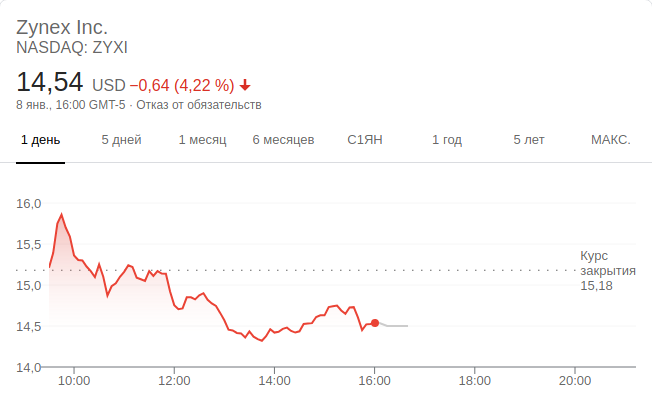 Zynex Inc.
NASDAQ: ZYXI
14,54 USD −0,64 (4,22 %)
8 янв., 16:00 GMT-5 · Отказ от обязательств
1 день 5 дней 1 месяц 6 месяцев С1ЯН 1 год 5 лет МАКС.
16,0
15,5
Курс
закрытия
15,18
15,0
14,5
14,0
10:00 12:00 14:00 16:00 18:00 20:00